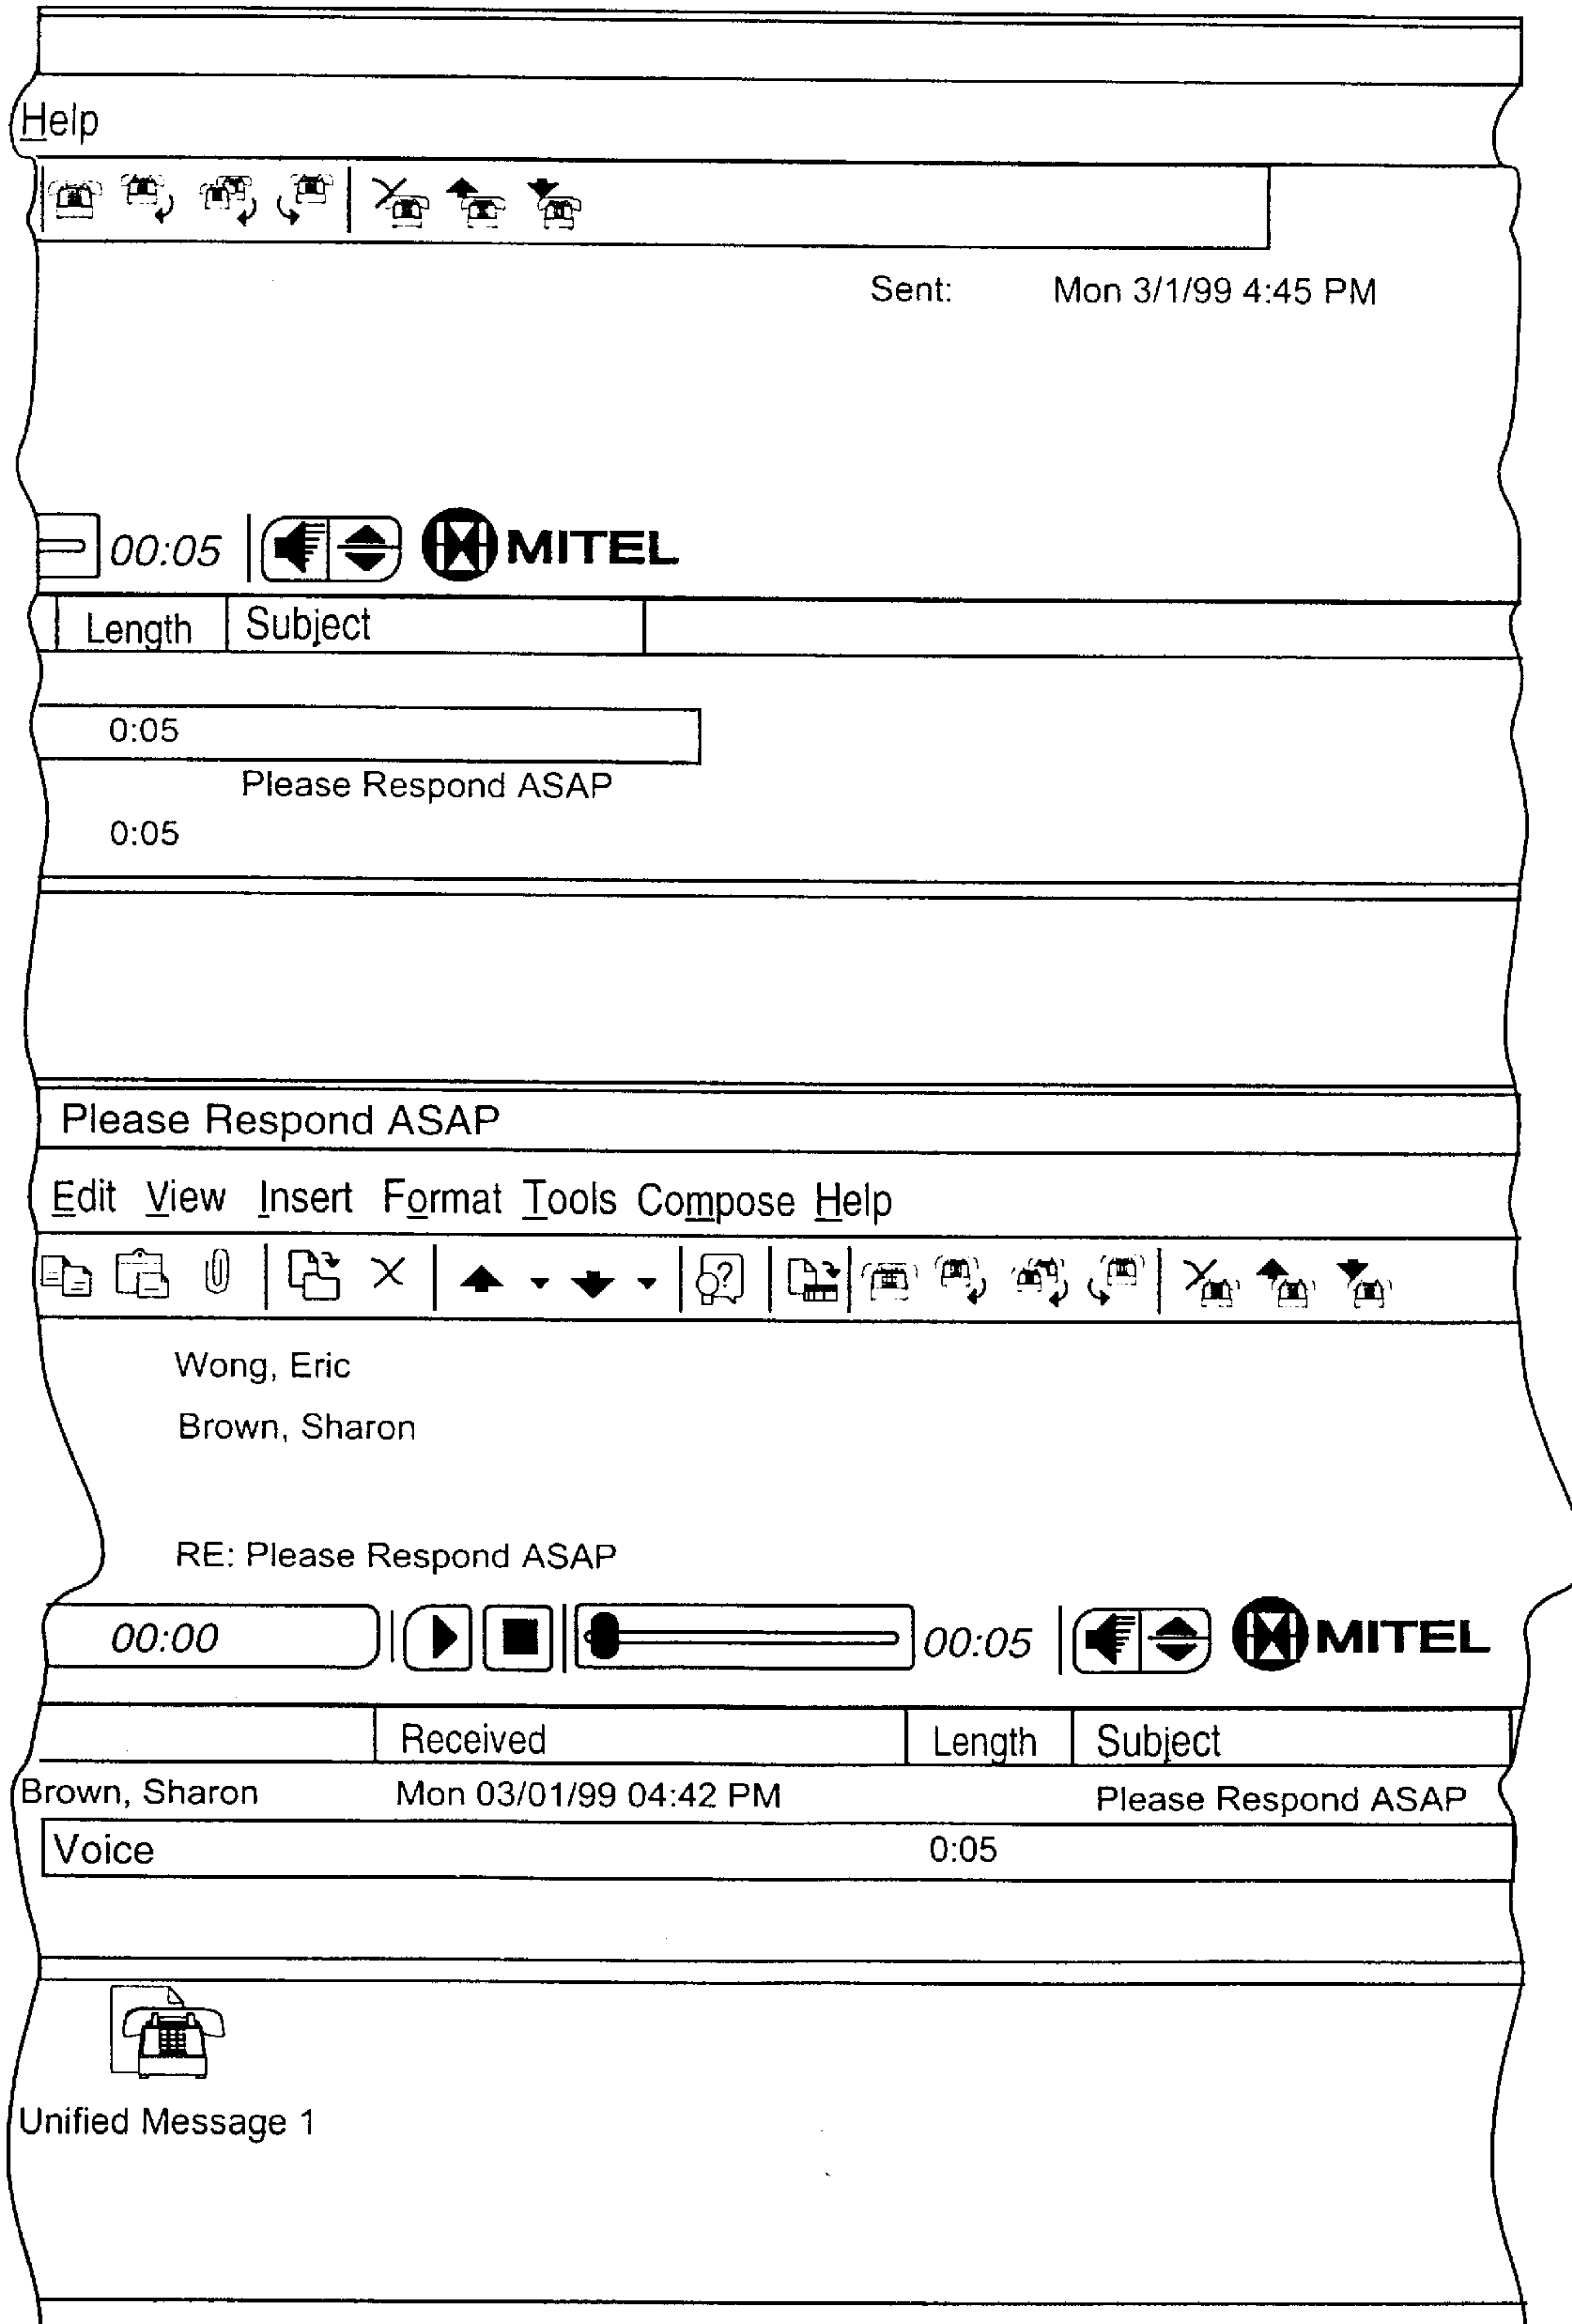 Help
Sent: Mon 3/1/99 4:45 PM
00:05 MITEL
Length Subject
0:05
Please Respond ASAP
0:05
Please Respond ASAP
Edit View Insert Format Tools Compose Help
Wong, Eric
Brown, Sharon
RE: Please Respond ASAP
00:00 00:05 MITEL
Received Length Subject
Brown, Sharon Mon 03/01/99 04:42 PM Please Respond ASAP
Voice 0:05
Unified Message 1